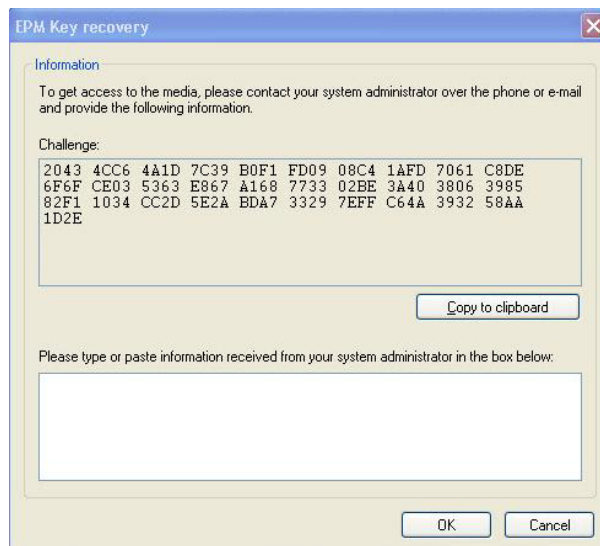 EPM Key recovery
Information
To get access to the media, please contact your system administrator over the phone or e-mail
and provide the following information.
Challenge:
2043 4CC6 4A1D 7C39 B0F1 FD09 08C4 1AFD 7061 C8DE
6F6F CE03 5363 E867 A168 7733 02BE 3A40 3806 3985
82F1 1034 CC2D 5E2A BDA7 3329 7EFF C64A 3932 58AA
1D2E
Copy to clipboard
Please type or paste information received from your system administrator in the box below:
OK
Cancel